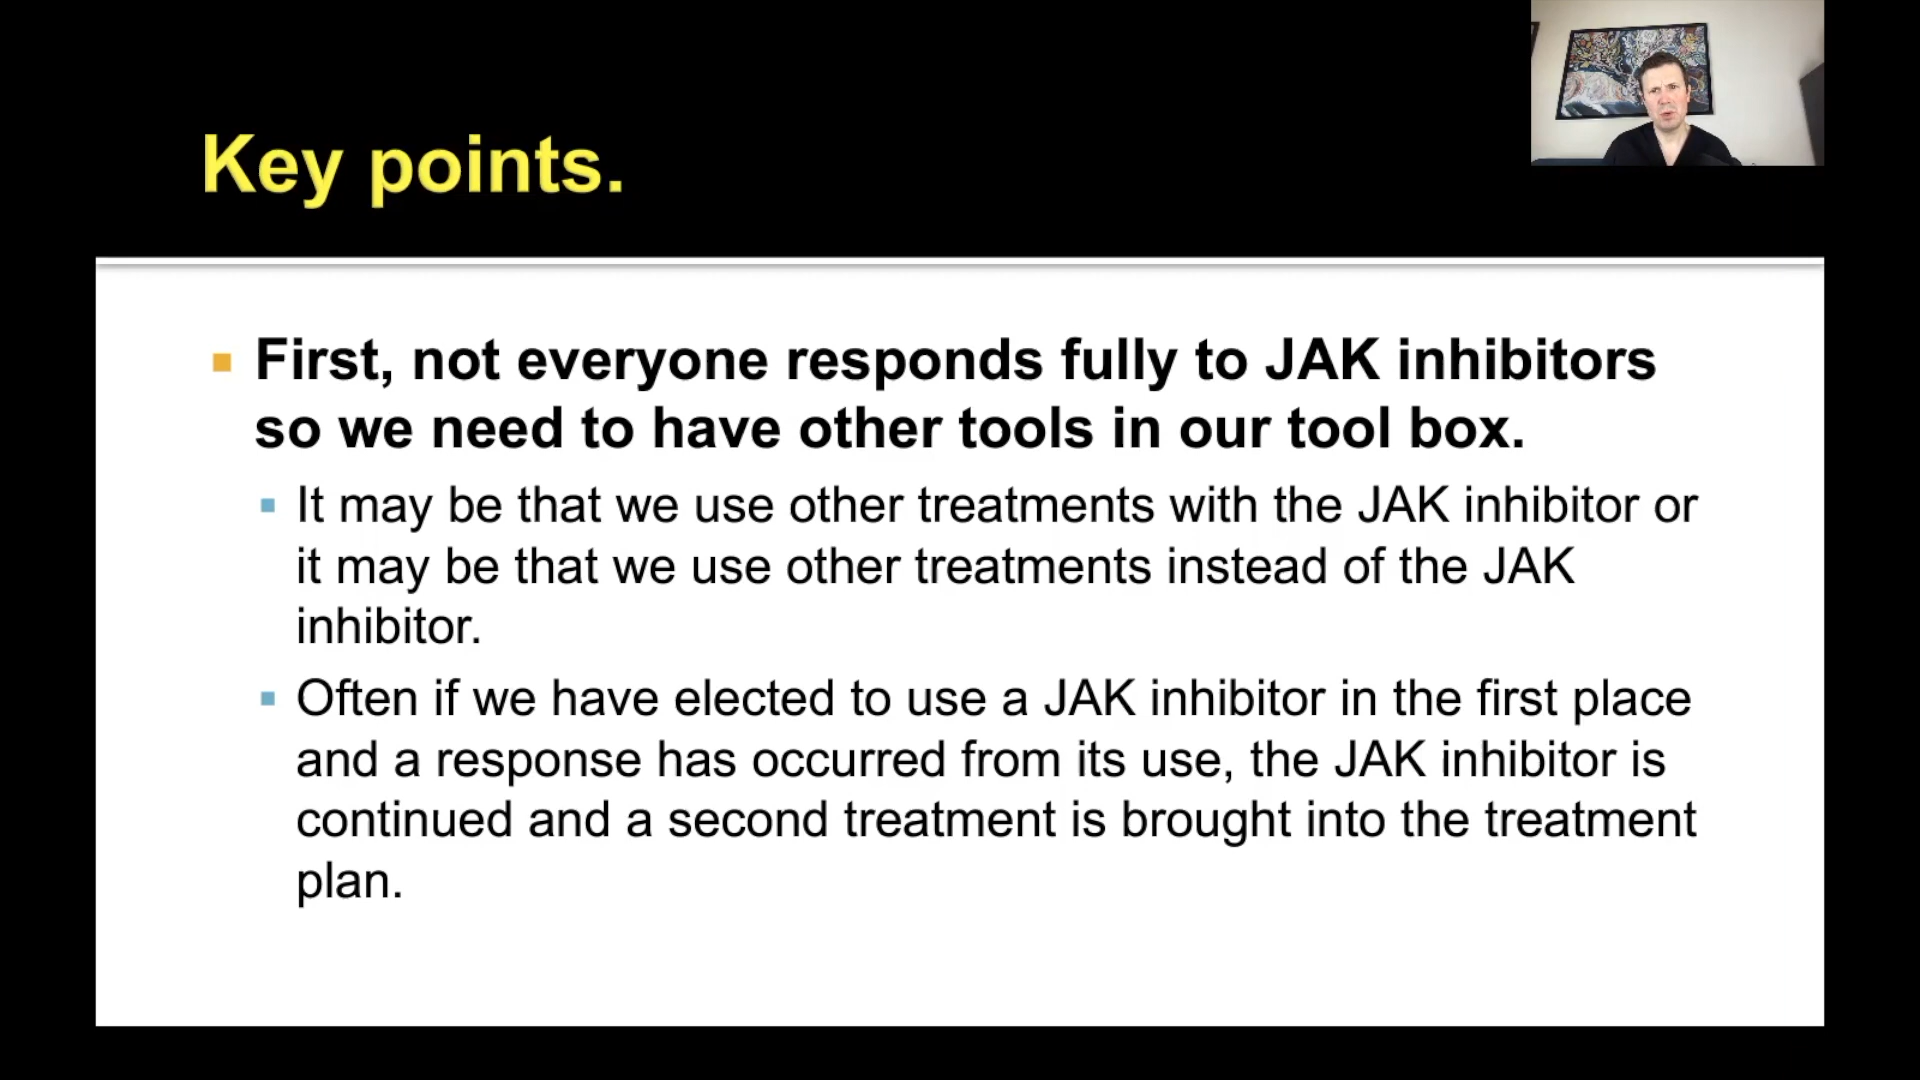 Key points.
First, not everyone responds fully to JAK inhibitors
so we need to have other tools in our tool box.
It may be that we use other treatments with the JAK inhibitor or
it may be that we use other treatments instead of the JAK
inhibitor.
Often if we have elected to use a JAK inhibitor in the first place
and a response has occurred from its use, the JAK inhibitor is
continued and a second treatment is brought into the treatment
plan.